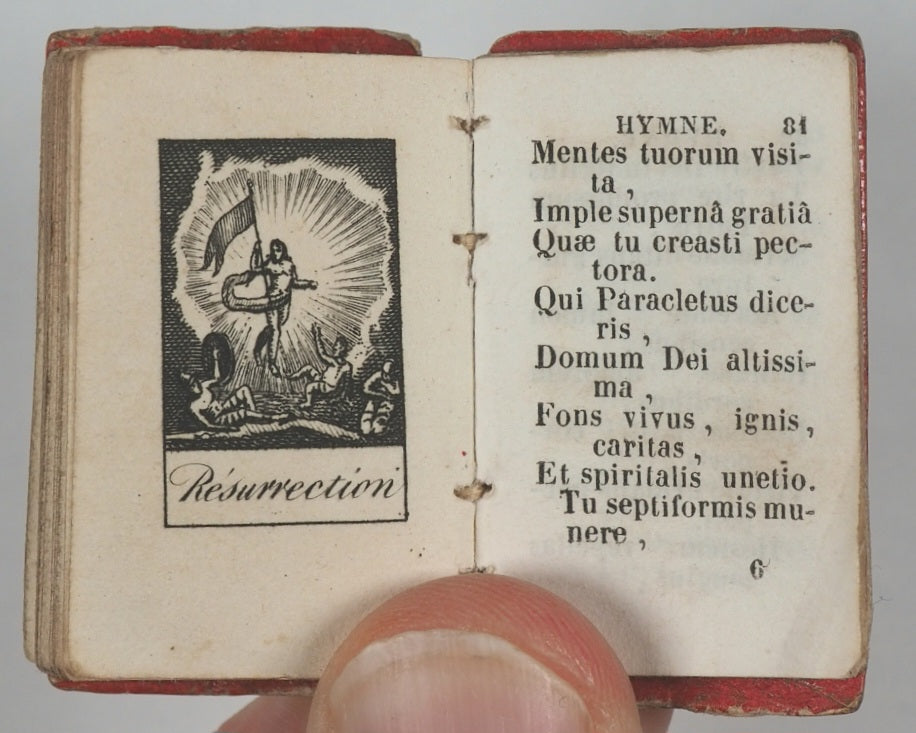 Résurrection
HYMNE. 81
Mentes tuorum visi-
ta ,
Imple supernâ gratiâ
Quæ tu creasti pec-
tora.
Qui Paracletus dice-
ris ,
Domum Dei altissi-
ma ,
Fons vivus , ignis,
caritas ,
Et spiritalis unetio.
Tu septiformis mu-
nere ,
6